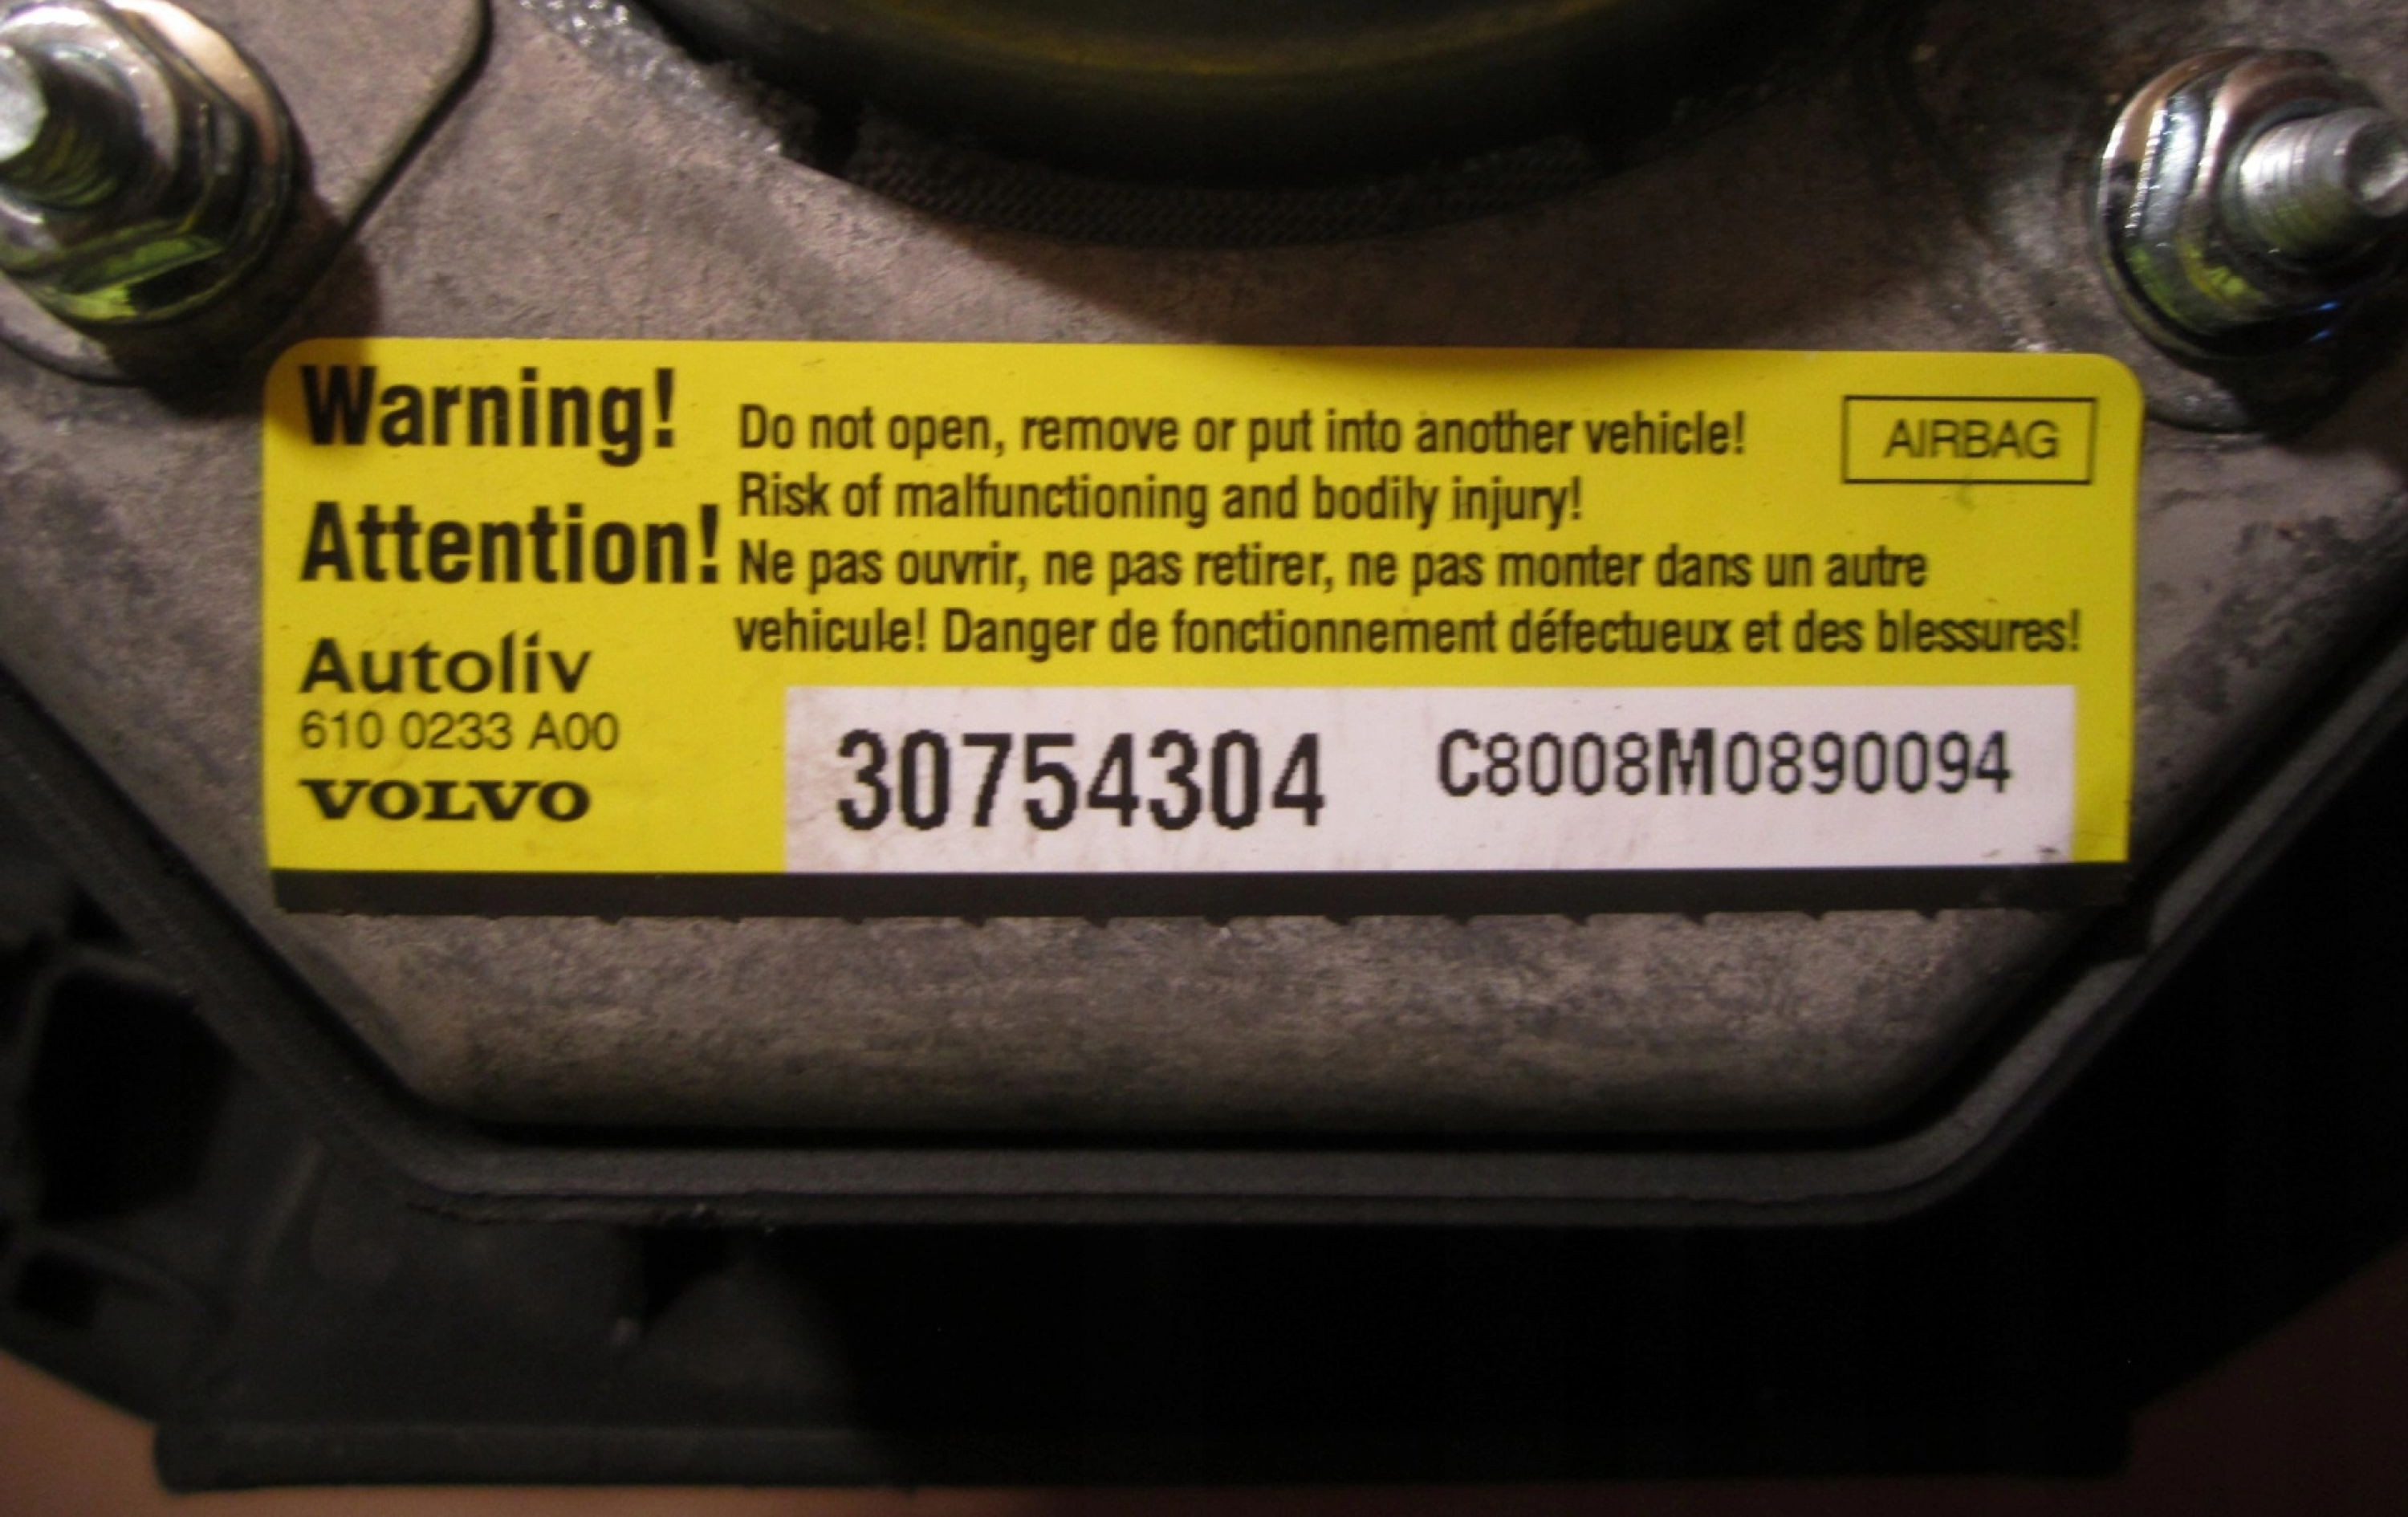 Warning!
Do not open, remove or put into another vehicle!
AIRBAG
Risk of malfunctioning and bodily injury!
Attention!
Ne pas ouvrir, ne pas retirer, ne pas monter dans un autre
vehicule! Danger de fonctionnement défectueux et des blessures!
Autoliv
610 0233 A00
VOLVO
30754304
C8008M0890094